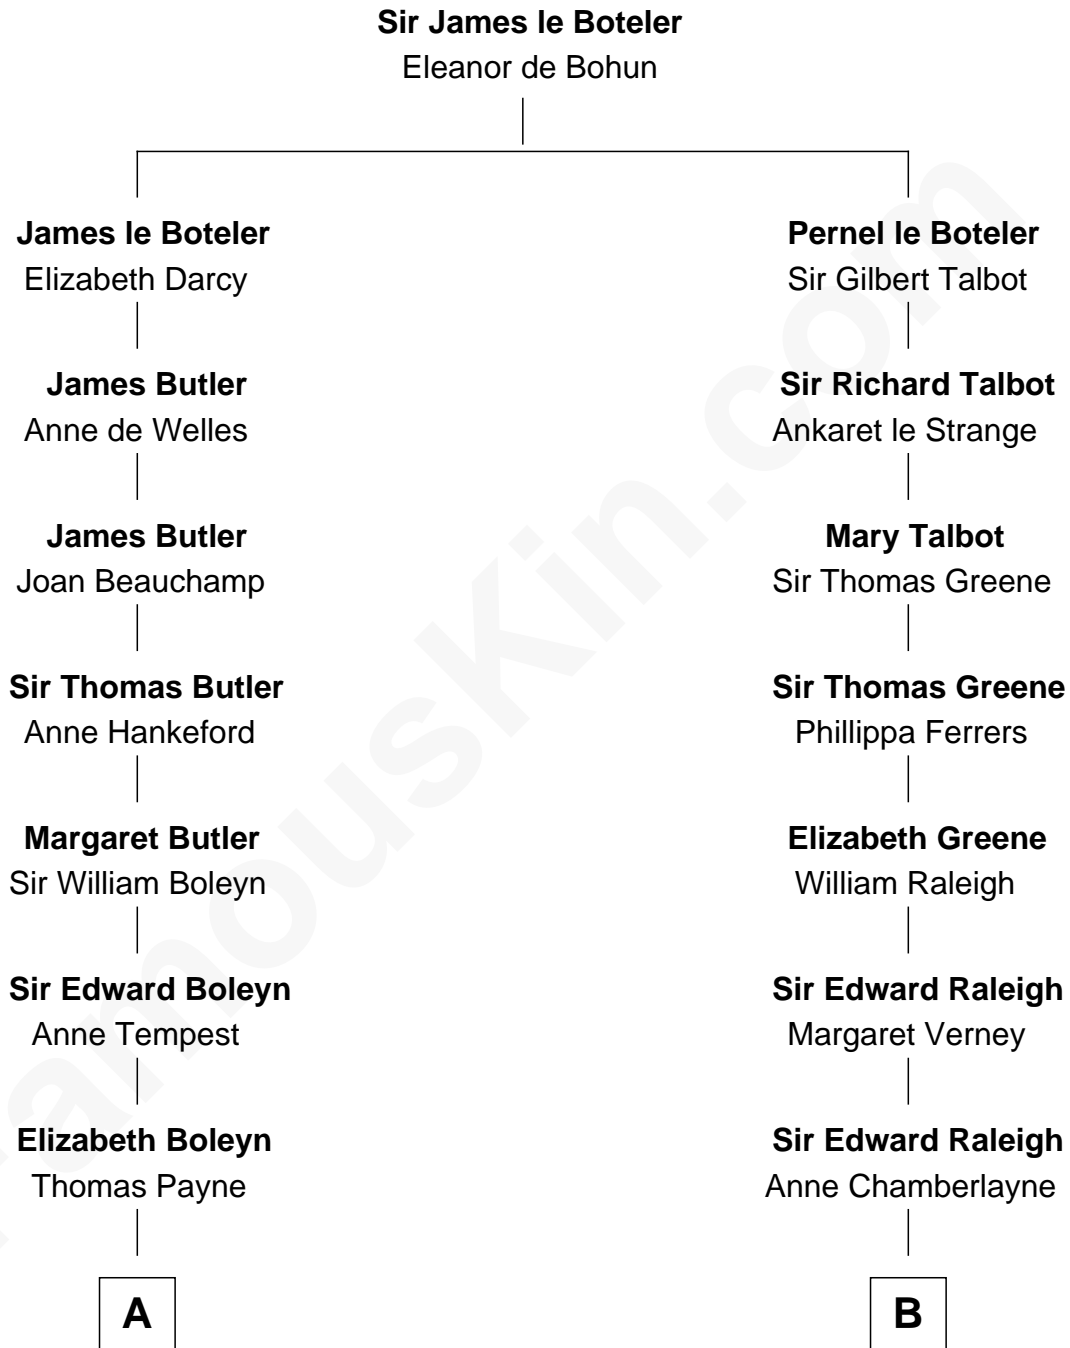 Sir James le Boteler
Eleanor de Bohun
James le Boteler
Elizabeth Darcy
James Butler
Anne de Welles
James Butler
Joan Beauchamp
Sir Thomas Butler
Anne Hankeford
Margaret Butler
Sir William Boleyn
Sir Edward Boleyn
Anne Tempest
Elizabeth Boleyn
Thomas Payne
A
Pernel le Boteler
Sir Gilbert Talbot
Sir Richard Talbot
Ankaret le Strange
Mary Talbot
Sir Thomas Greene
Sir Thomas Greene
Phillippa Ferrers
Elizabeth Greene
William Raleigh
Sir Edward Raleigh
Margaret Verney
Sir Edward Raleigh
Anne Chamberlayne
B
FamousKin.com